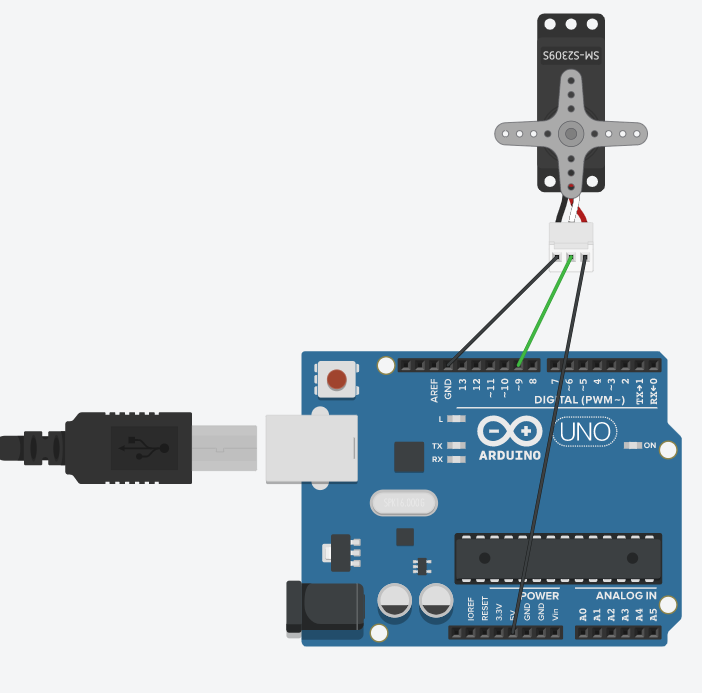 SM-S2309S
AREF
GND
13
12
~11
~10
~9
8
7
~6
~5
4
~3
2
TX→1
RX←0
DIGITAL (PWM ~)
L
TX
RX
ARDUINO
UNO
ON
POWER
ANALOG IN
IOREF
RESET
3.3V
5V
GND
GND
Vin
A0
A1
A2
A3
A4
A5